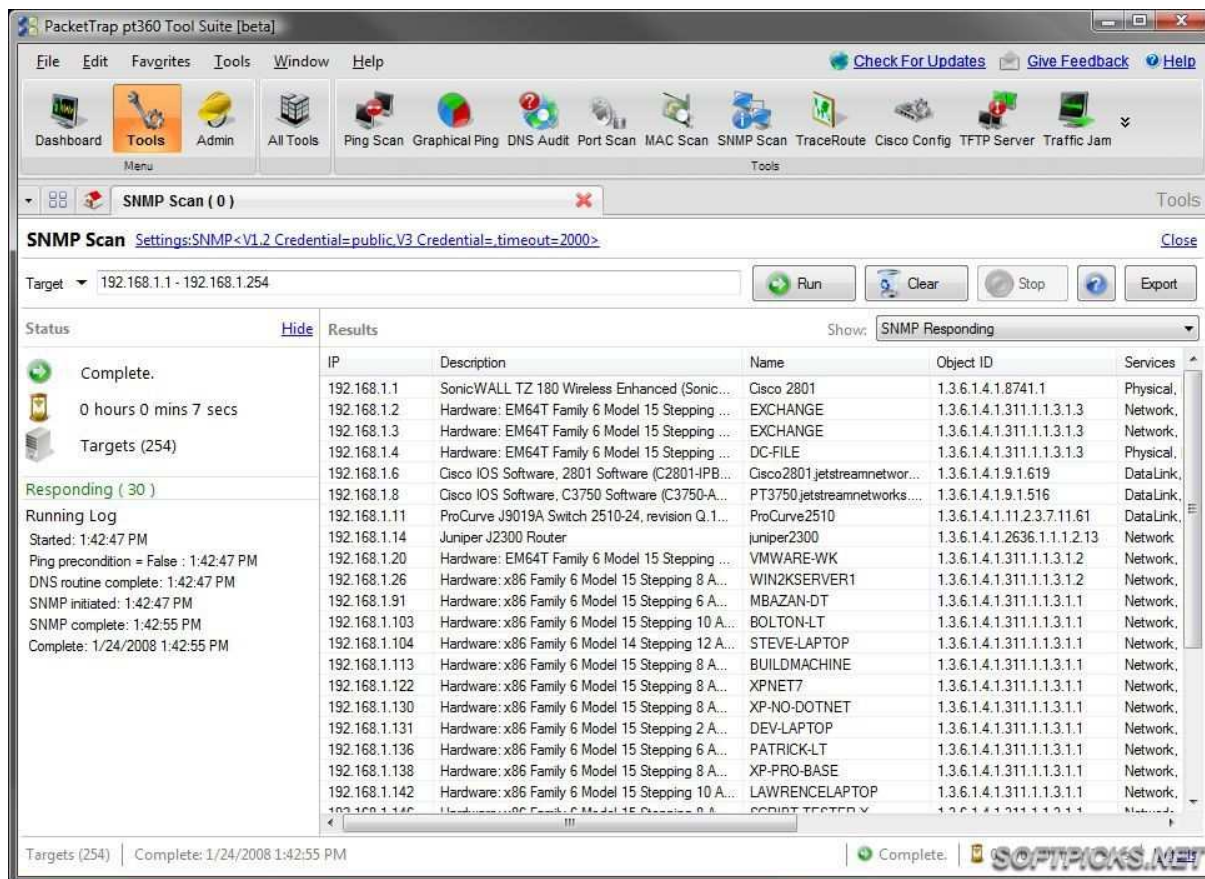 PacketTrap pt360 Tool Suite [beta]
File Edit Favorites Tools Window Help Check For Updates Give Feedback Help
Dashboard Tools Admin All Tools Ping Scan Graphical Ping DNS Audit Port Scan MAC Scan SNMP Scan TraceRoute Cisco Config TFTP Server Traffic Jam
Menu Tools
SNMP Scan ( 0 ) Tools
SNMP Scan Settings:SNMP<V1.2 Credential=public,V3 Credential=,timeout=2000> Close
Target 192.168.1.1 - 192.168.1.254 Run Clear Stop Export
Status Hide
Complete.
0 hours 0 mins 7 secs
Targets (254)
Responding ( 30 )
Running Log
Started: 1:42:47 PM
Ping precondition = False : 1:42:47 PM
DNS routine complete: 1:42:47 PM
SNMP initiated: 1:42:47 PM
SNMP complete: 1:42:55 PM
Complete: 1/24/2008 1:42:55 PM
Results Show: SNMP Responding
IP Description Name Object ID Services
192.168.1.1 SonicWALL TZ 180 Wireless Enhanced (Sonic... Cisco 2801 1.3.6.1.4.1.8741.1 Physical,
192.168.1.2 Hardware: EM64T Family 6 Model 15 Stepping ... EXCHANGE 1.3.6.1.4.1.311.1.1.3.1.3 Network,
192.168.1.3 Hardware: EM64T Family 6 Model 15 Stepping ... EXCHANGE 1.3.6.1.4.1.311.1.1.3.1.3 Network,
192.168.1.4 Hardware: EM64T Family 6 Model 15 Stepping ... DC-FILE 1.3.6.1.4.1.311.1.1.3.1.3 Physical,
192.168.1.6 Cisco IOS Software, 2801 Software (C2801-IPB... Cisco2801.jetstreamnetwor... 1.3.6.1.4.1.9.1.619 DataLink,
192.168.1.8 Cisco IOS Software, C3750 Software (C3750-A... PT3750.jetstreamnetworks.... 1.3.6.1.4.1.9.1.516 DataLink,
192.168.1.11 ProCurve J9019A Switch 2510-24, revision Q.1... ProCurve2510 1.3.6.1.4.1.11.2.3.7.11.61 DataLink,
192.168.1.14 Juniper J2300 Router juniper2300 1.3.6.1.4.1.2636.1.1.1.2.13 Network
192.168.1.20 Hardware: EM64T Family 6 Model 15 Stepping ... VMWARE-WK 1.3.6.1.4.1.311.1.1.3.1.2 Network,
192.168.1.26 Hardware: x86 Family 6 Model 15 Stepping 8 A... WIN2KSERVER1 1.3.6.1.4.1.311.1.1.3.1.2 Network,
192.168.1.91 Hardware: x86 Family 6 Model 15 Stepping 6 A... MBAZAN-DT 1.3.6.1.4.1.311.1.1.3.1.1 Network,
192.168.1.103 Hardware: x86 Family 6 Model 15 Stepping 10 A... BOLTON-LT 1.3.6.1.4.1.311.1.1.3.1.1 Network,
192.168.1.104 Hardware: x86 Family 6 Model 14 Stepping 12 A... STEVE-LAPTOP 1.3.6.1.4.1.311.1.1.3.1.1 Network,
192.168.1.113 Hardware: x86 Family 6 Model 15 Stepping 8 A... BUILDMACHINE 1.3.6.1.4.1.311.1.1.3.1.1 Network,
192.168.1.122 Hardware: x86 Family 6 Model 15 Stepping 8 A... XPNET7 1.3.6.1.4.1.311.1.1.3.1.1 Network,
192.168.1.130 Hardware: x86 Family 6 Model 15 Stepping 8 A... XP-NO-DOTNET 1.3.6.1.4.1.311.1.1.3.1.1 Network,
192.168.1.131 Hardware: x86 Family 6 Model 15 Stepping 2 A... DEV-LAPTOP 1.3.6.1.4.1.311.1.1.3.1.1 Network,
192.168.1.136 Hardware: x86 Family 6 Model 15 Stepping 6 A... PATRICK-LT 1.3.6.1.4.1.311.1.1.3.1.1 Network,
192.168.1.138 Hardware: x86 Family 6 Model 15 Stepping 8 A... XP-PRO-BASE 1.3.6.1.4.1.311.1.1.3.1.1 Network,
192.168.1.142 Hardware: x86 Family 6 Model 15 Stepping 10 A... LAWRENCELAPTOP 1.3.6.1.4.1.311.1.1.3.1.1 Network,
Targets (254) Complete: 1/24/2008 1:42:55 PM Complete.
SOFTPICKS.NET